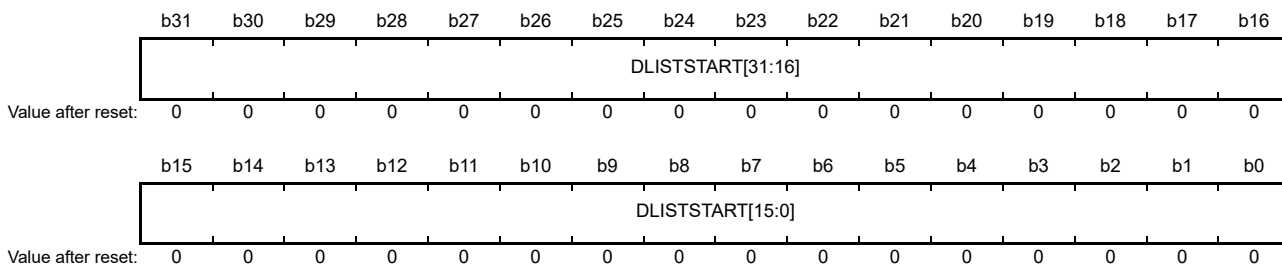 b31 b30 b29 b28 b27 b26 b25 b24 b23 b22 b21 b20 b19 b18 b17 b16
DLISTSTART[31:16]
Value after reset: 0 0 0 0 0 0 0 0 0 0 0 0 0 0 0 0
b15 b14 b13 b12 b11 b10 b9 b8 b7 b6 b5 b4 b3 b2 b1 b0
DLISTSTART[15:0]
Value after reset: 0 0 0 0 0 0 0 0 0 0 0 0 0 0 0 0